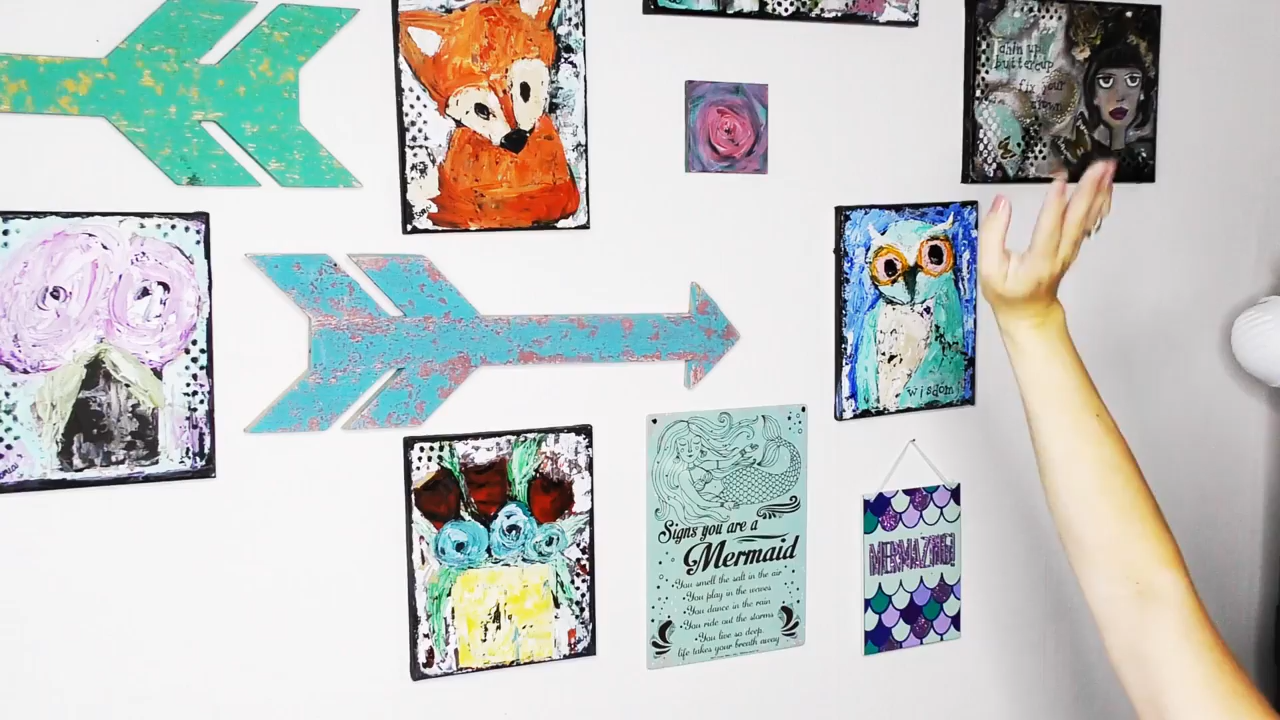 chin up
buttercup
fix your
crown
wisdom
Signs you are a
Mermaid
You smell the salt in the air
You play in the waves
You dance in the rain
You ride out the storms
You live so deep,
life takes your breath away
MERMAZING!